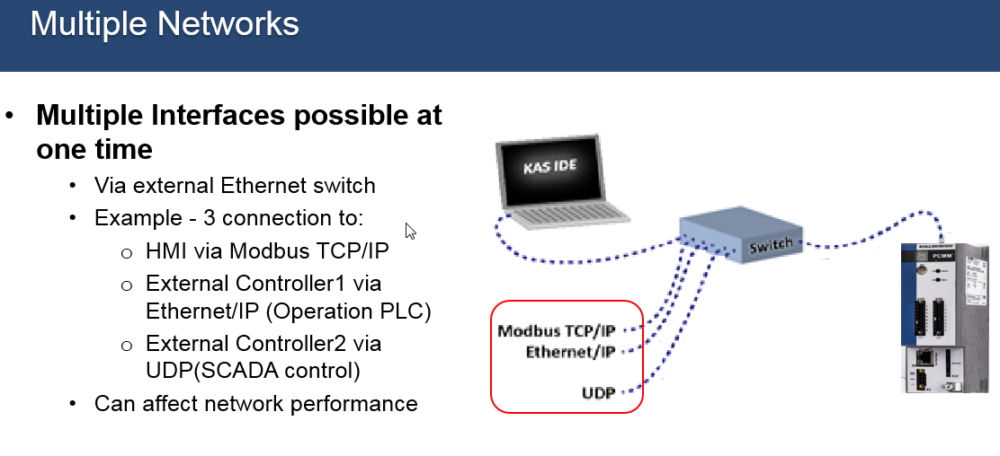 Multiple Networks
• Multiple Interfaces possible at
one time
• Via external Ethernet switch
• Example - 3 connection to:
o HMI via Modbus TCP/IP
o External Controller1 via
Ethernet/IP (Operation PLC)
o External Controller2 via
UDP(SCADA control)
• Can affect network performance
KAS IDE
Switch
Modbus TCP/IP
Ethernet/IP
UDP
KOLLMORGEN
PCMM